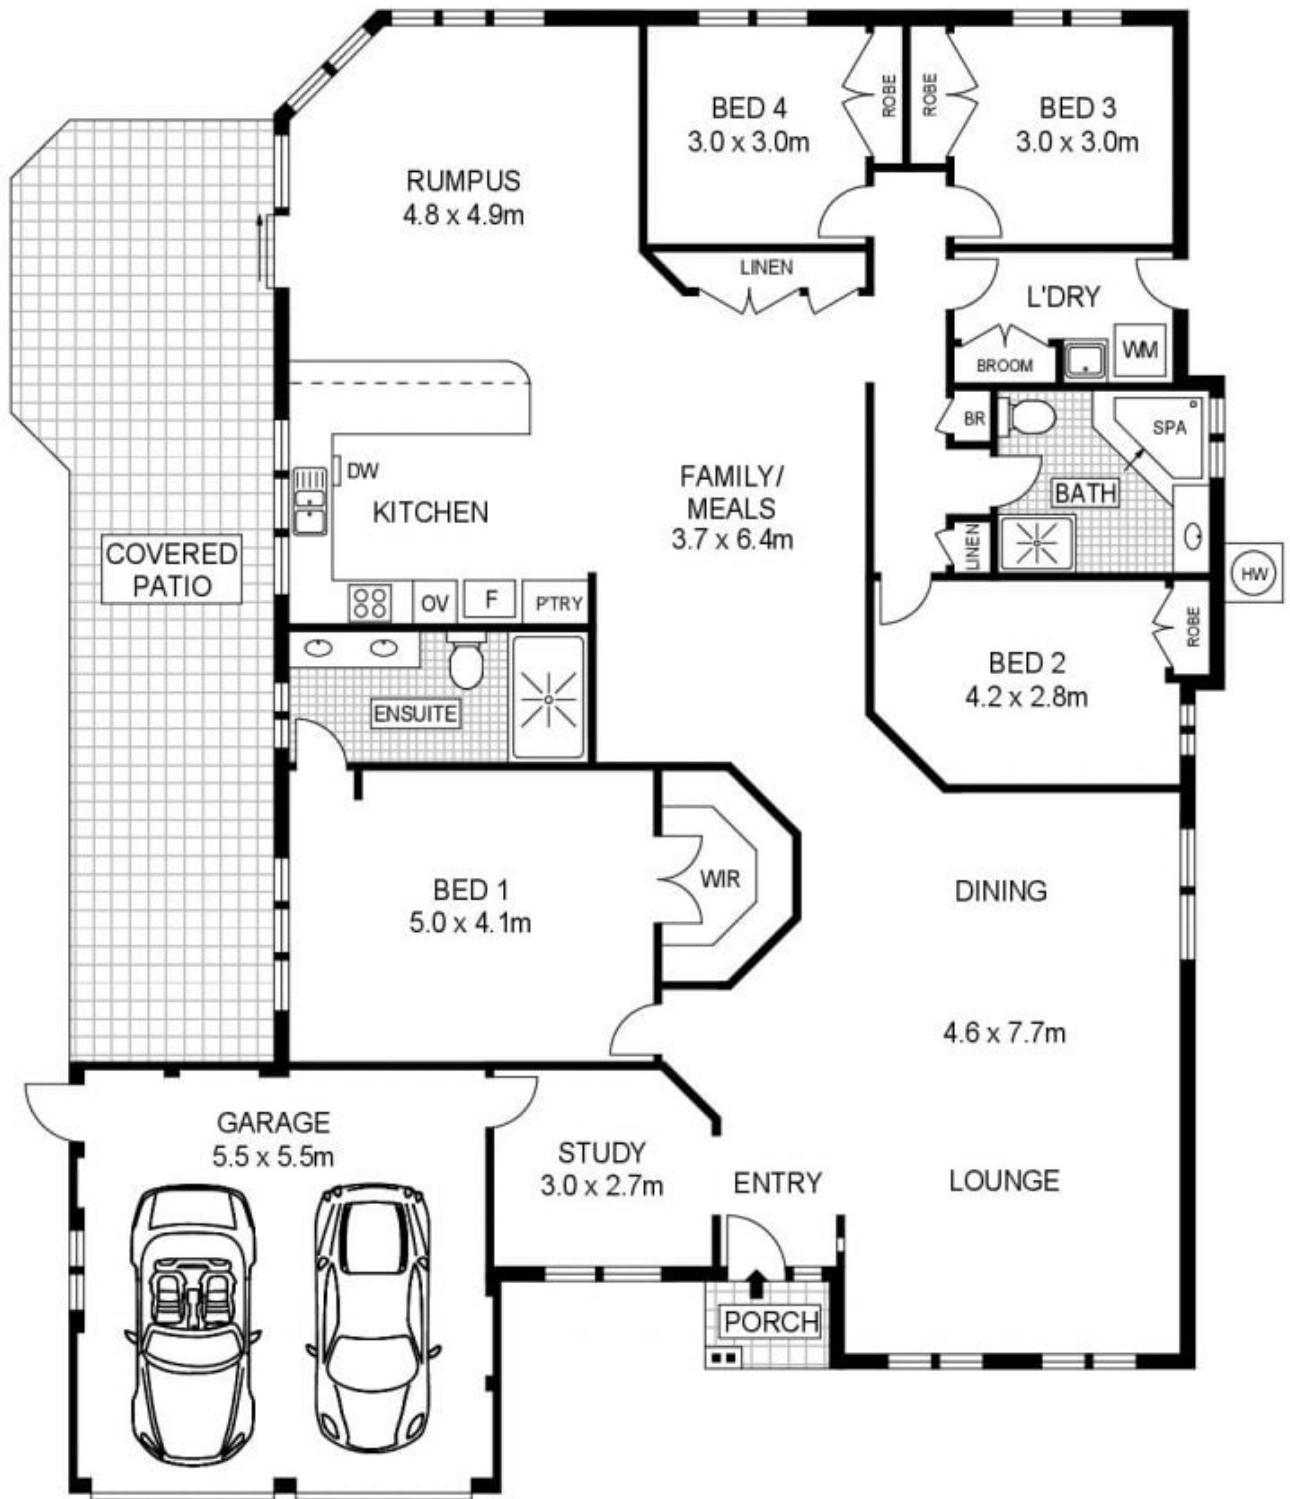 BED 4
3.0 x 3.0m
ROBE
ROBE
BED 3
3.0 x 3.0m
RUMPUS
4.8 x 4.9m
LINEN
L'DRY
BROOM
WM
BR
SPA
BATH
LINEN
HW
DW
KITCHEN
FAMILY/
MEALS
3.7 x 6.4m
COVERED
PATIO
OV
F
P'TRY
ENSUITE
BED 2
4.2 x 2.8m
ROBE
BED 1
5.0 x 4.1m
WIR
DINING
4.6 x 7.7m
LOUNGE
GARAGE
5.5 x 5.5m
STUDY
3.0 x 2.7m
ENTRY
PORCH